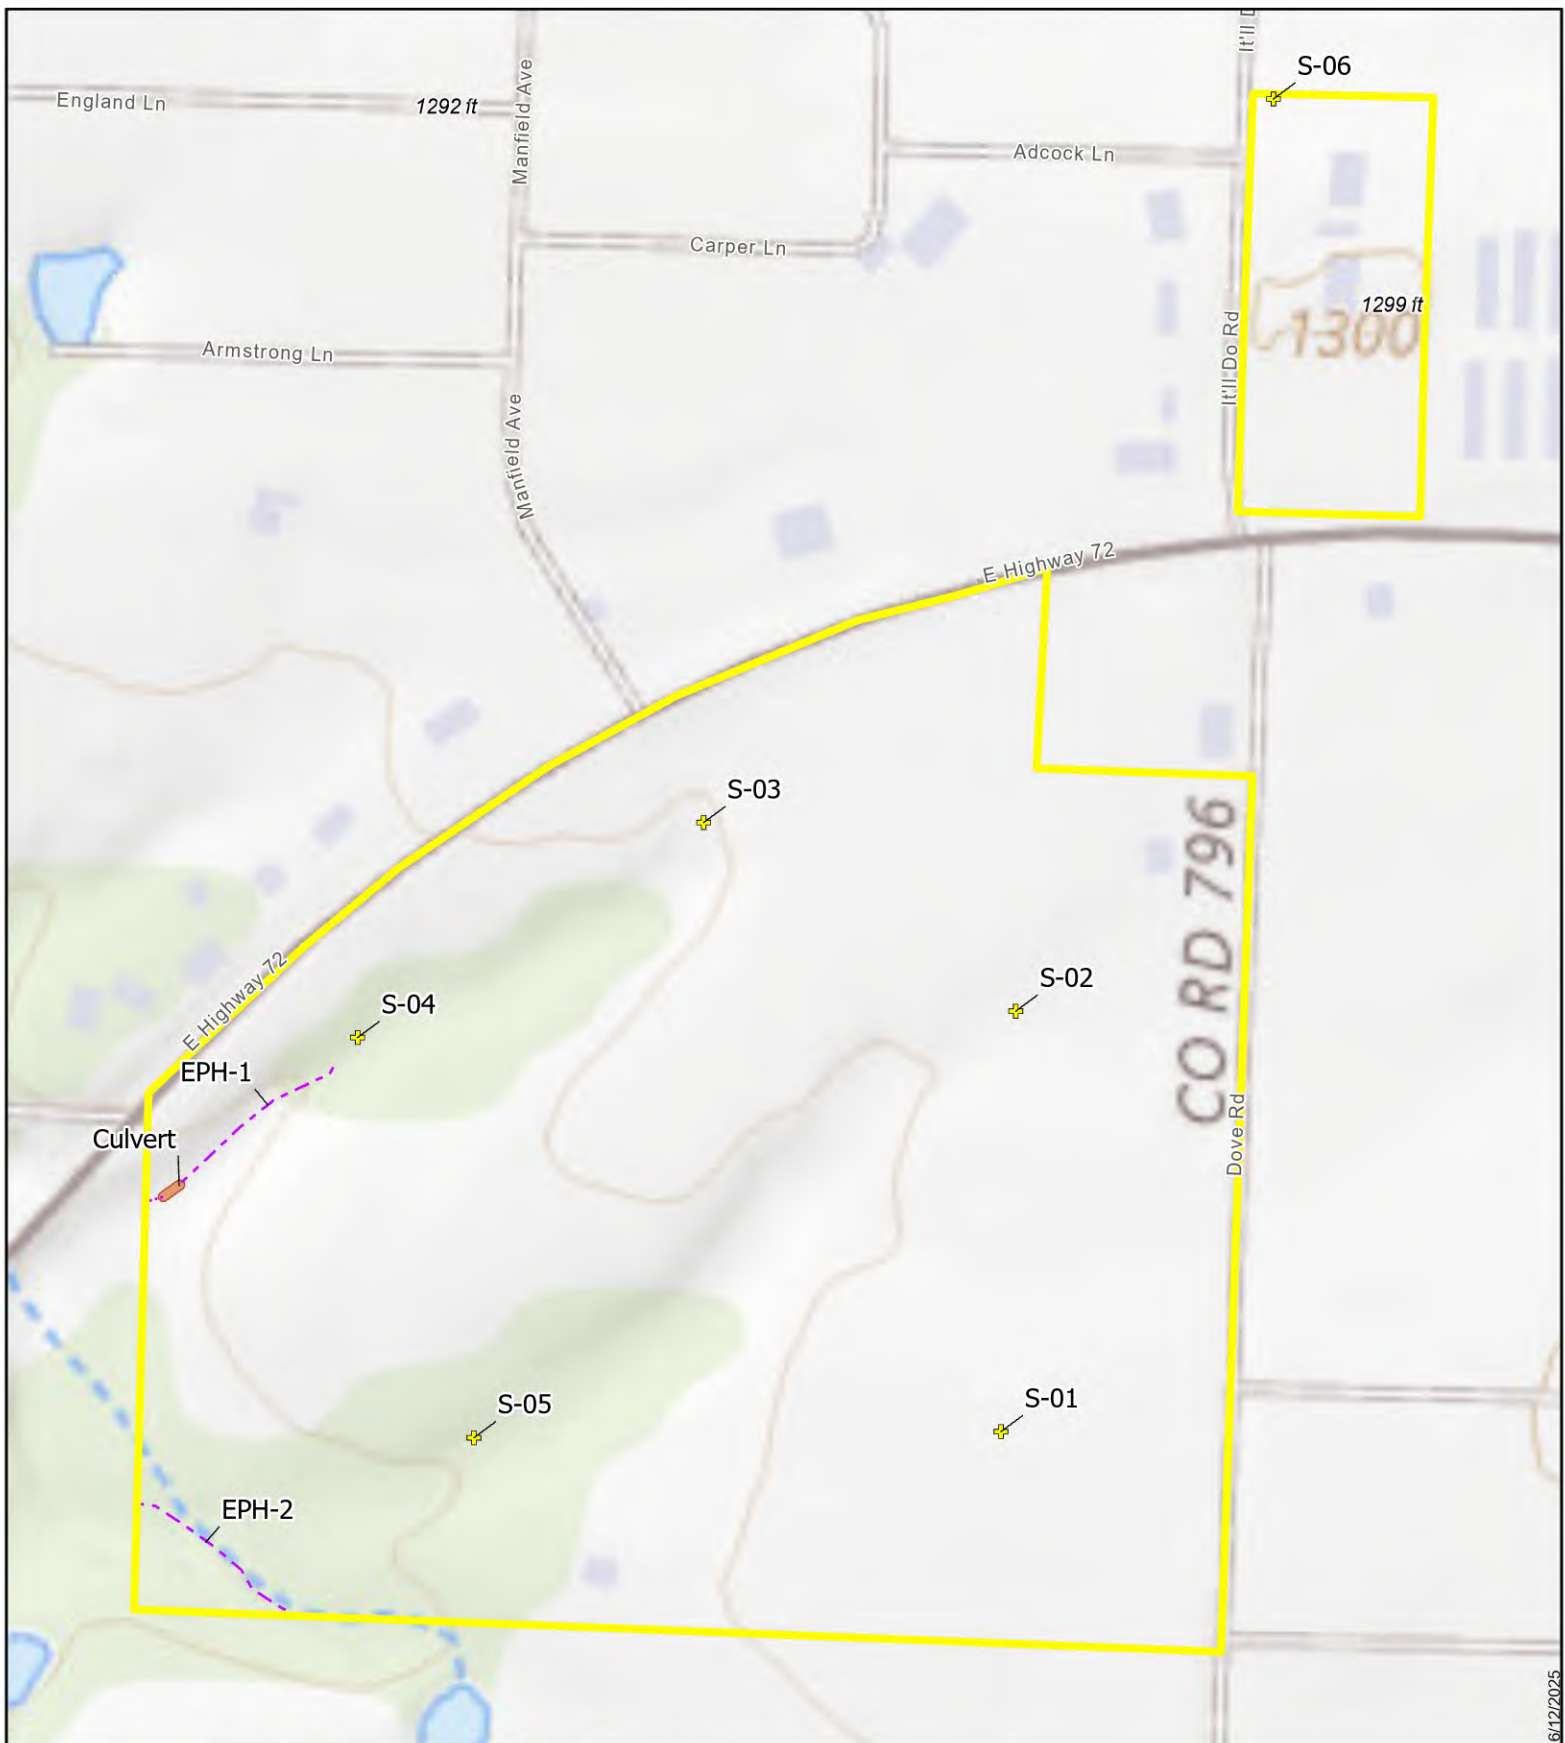 It'll D
S-06
England Ln
1292 ft
Manfield Ave
Adcock Ln
Carper Ln
1299 ft
1300
Armstrong Ln
It'll Do Rd
Manfield Ave
E Highway 72
S-03
CO RD 796
S-02
E Highway 72
S-04
EPH-1
Culvert
Dove Rd
S-05
S-01
EPH-2
6/12/2025